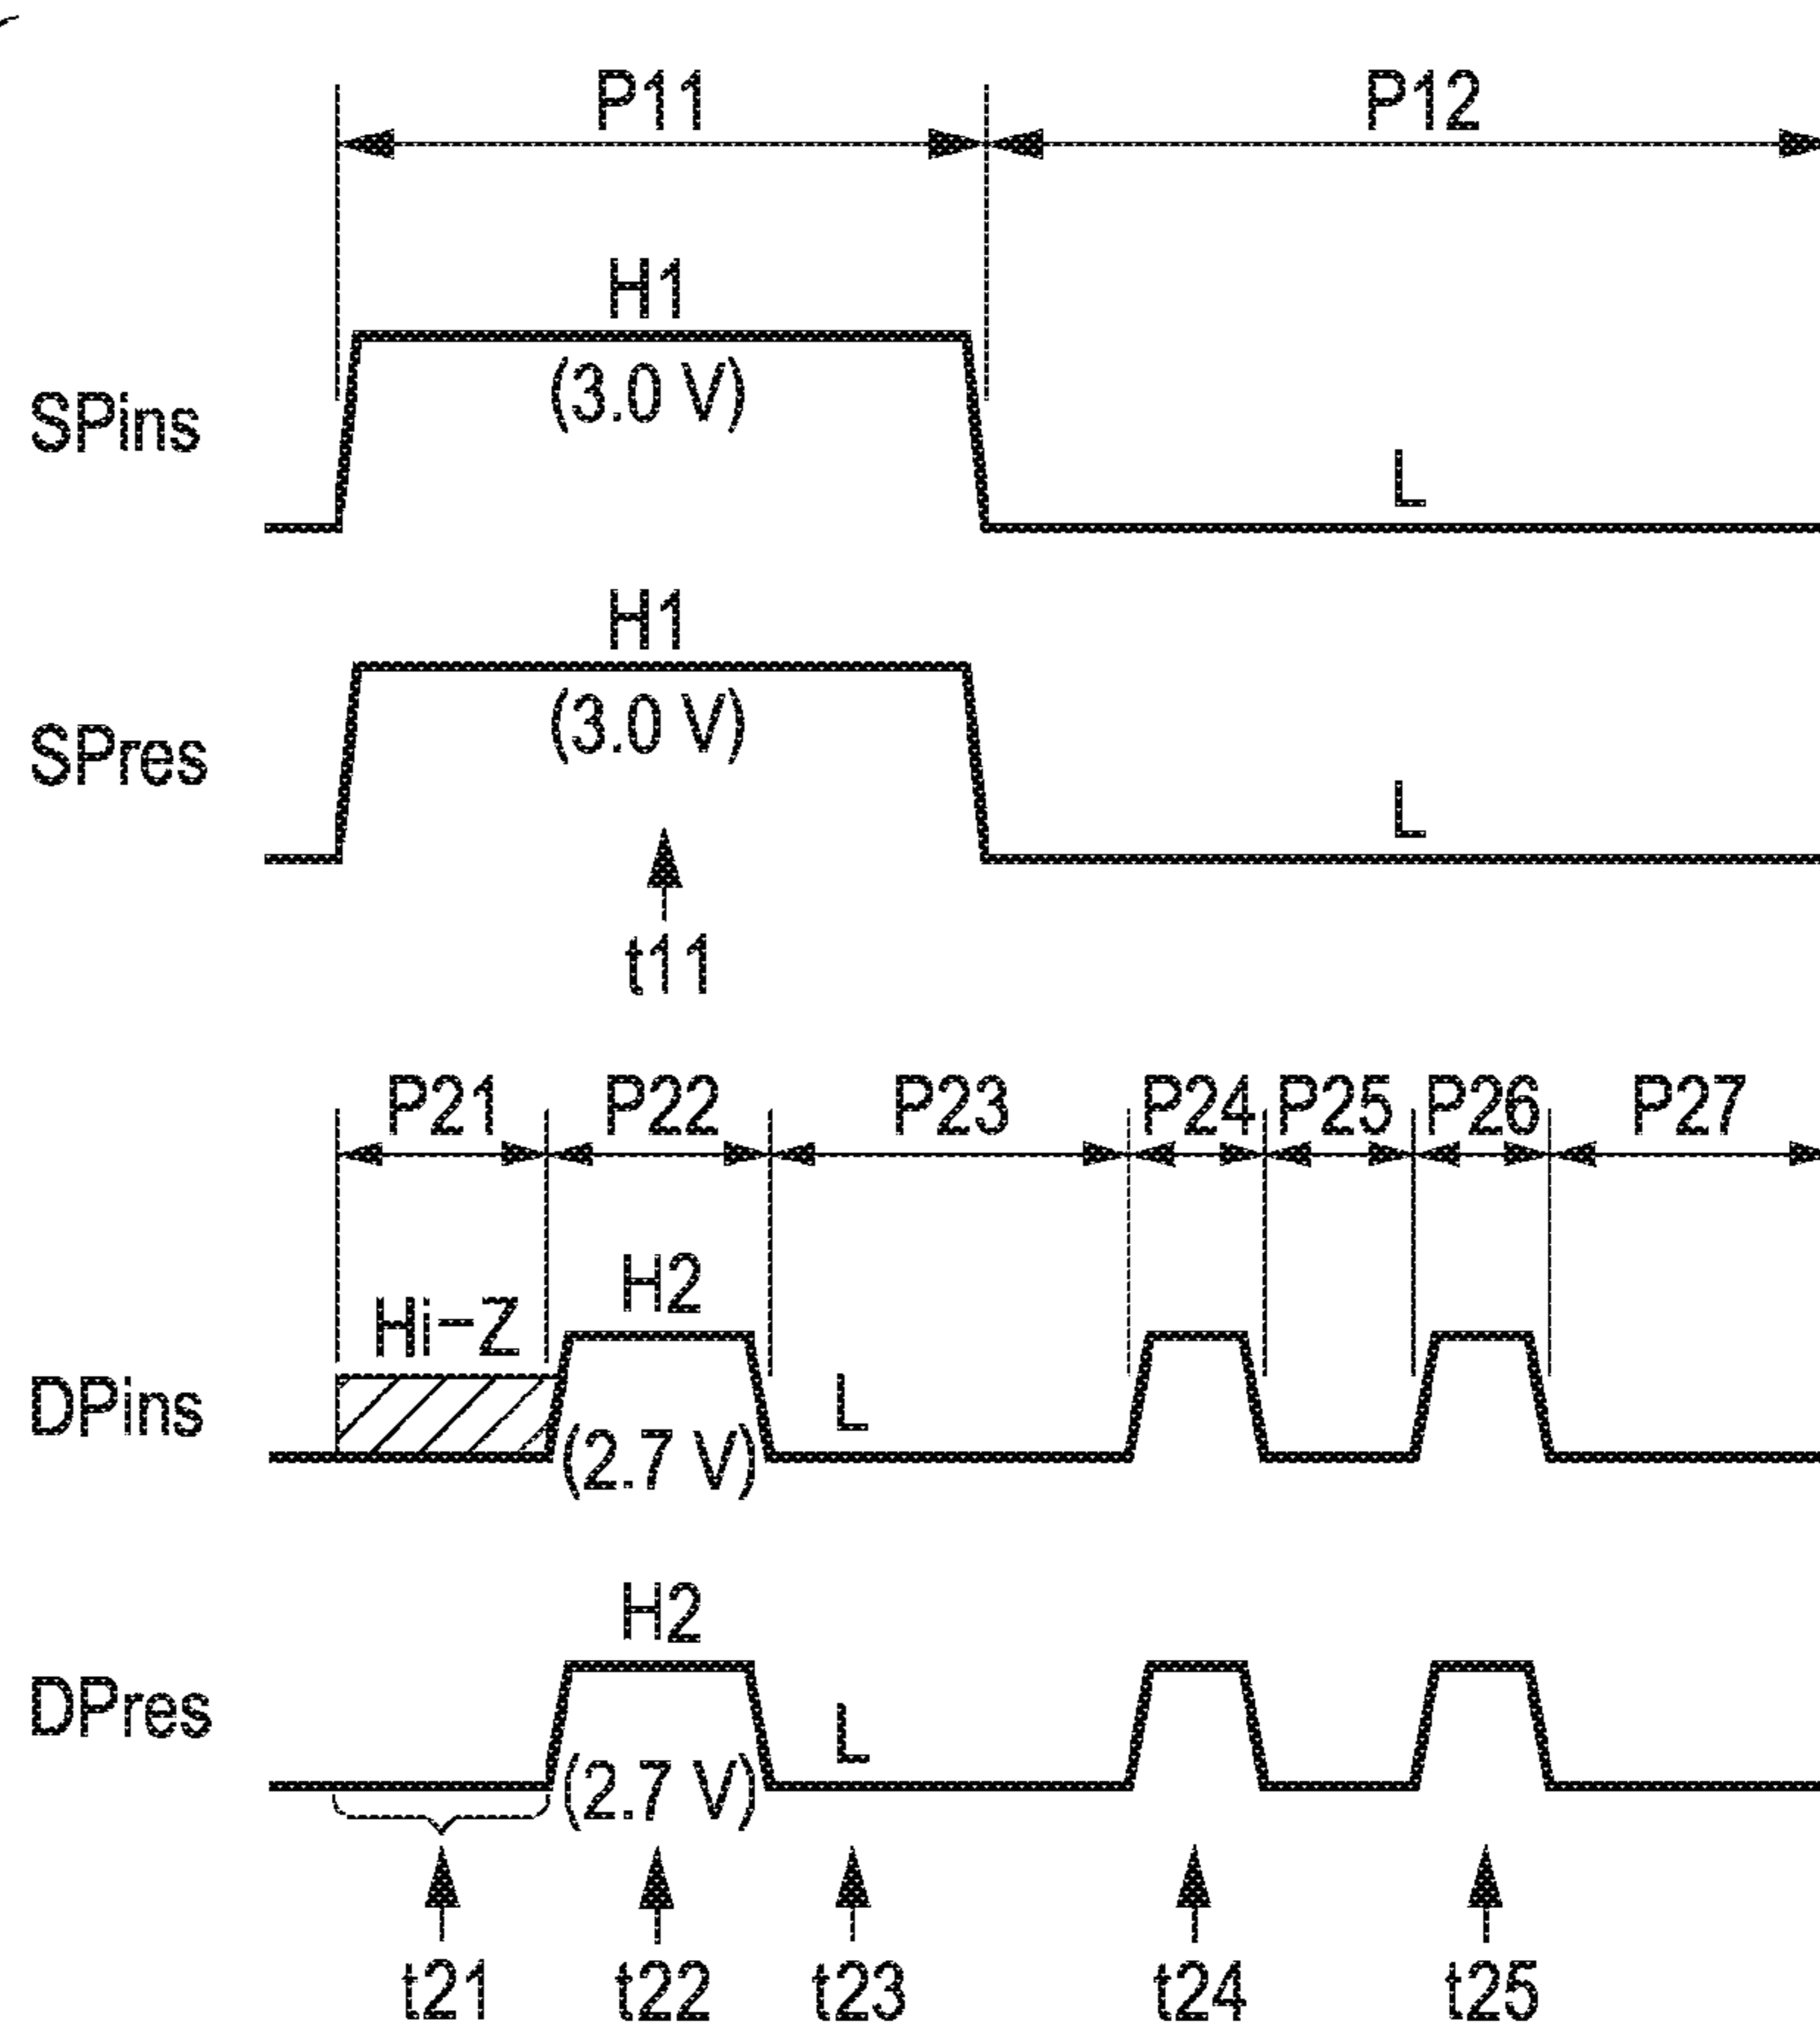 P11 P12
H1
(3.0 V)
SPins
L
H1
(3.0 V)
SPres
L
t11
P21 P22 P23 P24 P25 P26 P27
H2
Hi-Z
DPins
L
(2.7 V)
H2
DPres
L
(2.7 V)
t21 t22 t23 t24 t25